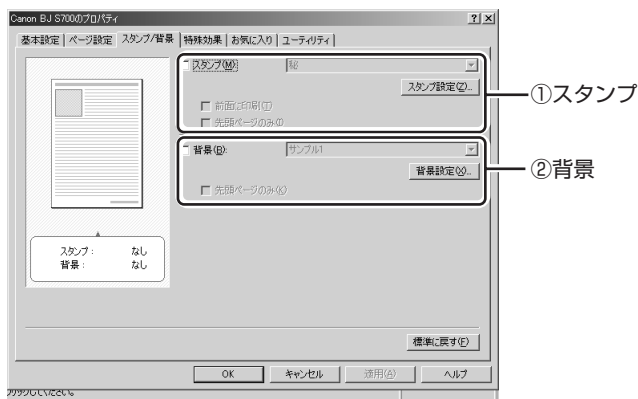 Canon BJ S700のプロパティ
基本設定 ページ設定 スタンプ/背景 特殊効果 お気に入り ユーティリティ
スタンプ(M): 秘
スタンプ設定(Z)...
前面に印刷(T)
先頭ページのみ(I)
①スタンプ
背景(B): サンプル1
背景設定(X)...
先頭ページのみ(K)
②背景
スタンプ: なし
背景: なし
標準に戻す(F)
OK キャンセル 適用(A) ヘルプ